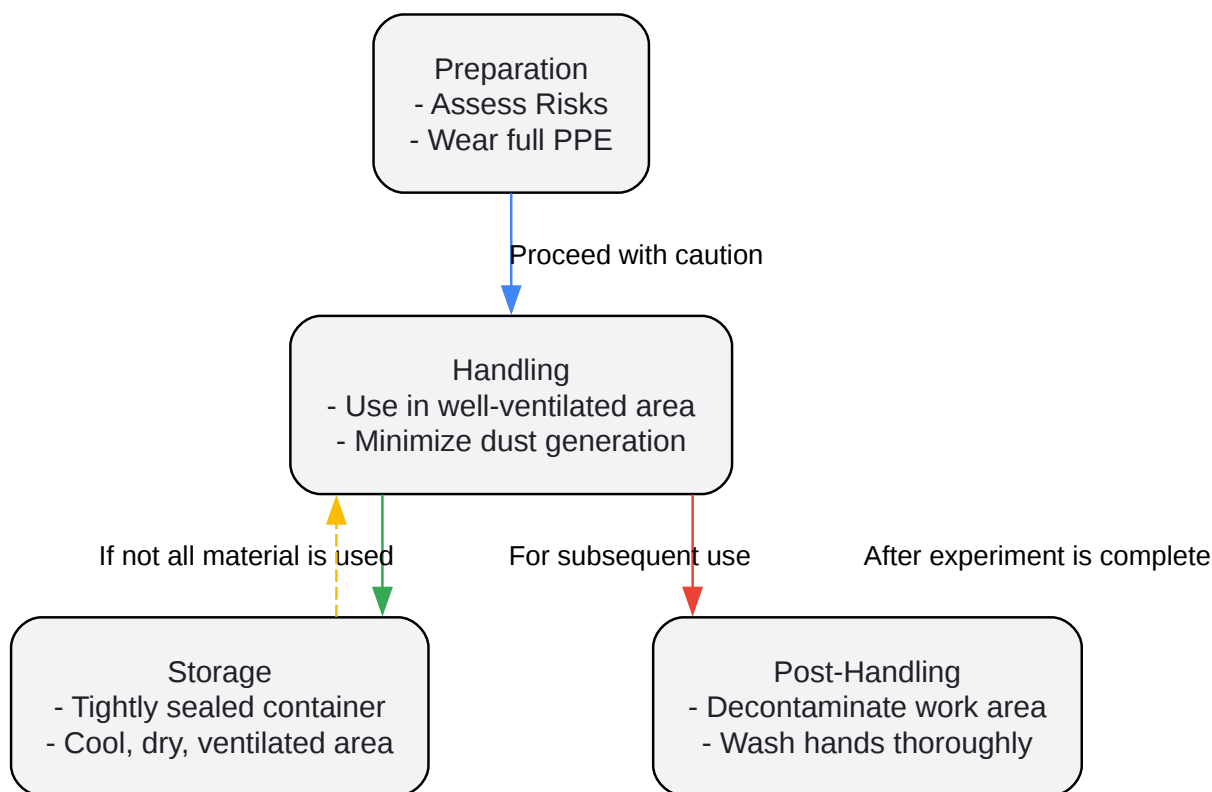 Preparation
- Assess Risks
- Wear full PPE
Proceed with caution
Handling
- Use in well-ventilated area
- Minimize dust generation
If not all material is used
For subsequent use
After experiment is complete
Storage
- Tightly sealed container
- Cool, dry, ventilated area
Post-Handling
- Decontaminate work area
- Wash hands thoroughly